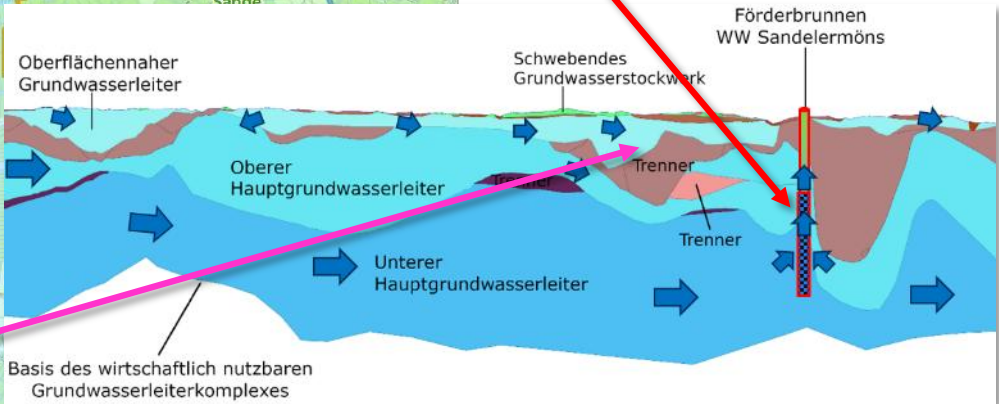 Sande
Oberflächennaher
Grundwasserleiter
Schwebendes
Grundwasserstockwerk
Förderbrunnen
WW Sandelermöns
Oberer
Hauptgrundwasserleiter
Trenner
Trenner
Trenner
Unterer
Hauptgrundwasserleiter
Basis des wirtschaftlich nutzbaren
Grundwasserleiterkomplexes